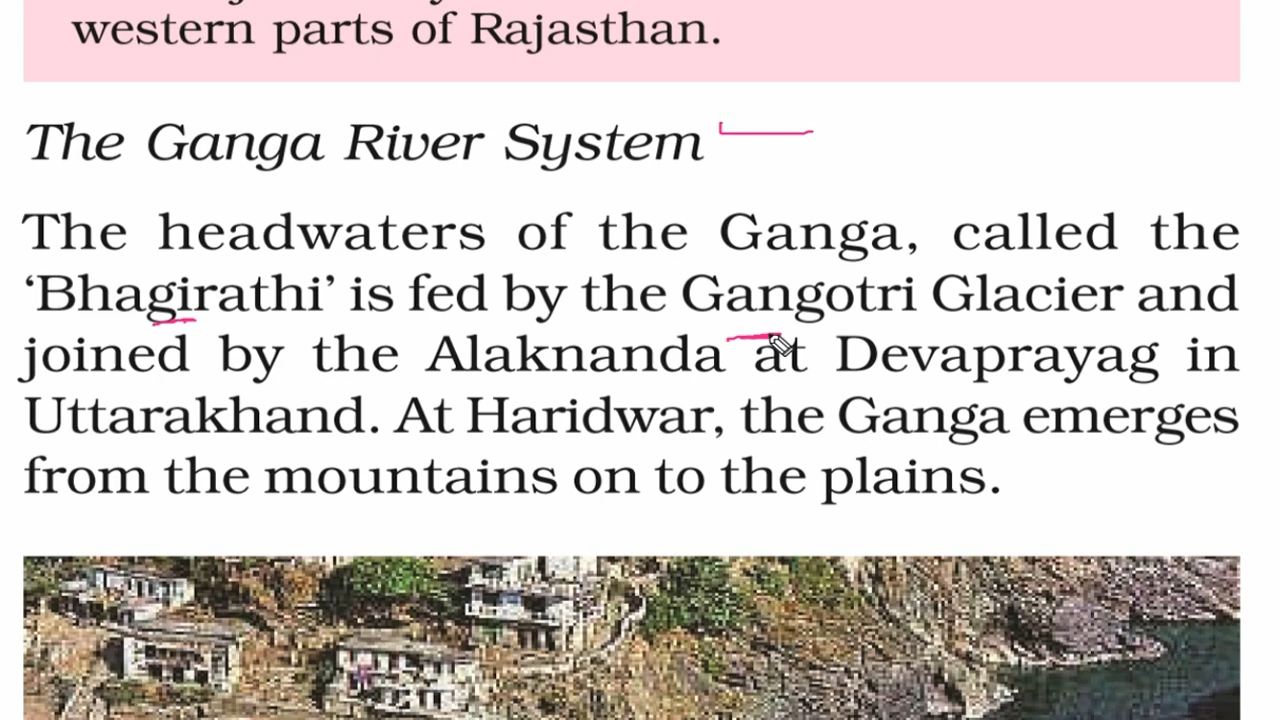 western parts of Rajasthan.
The Ganga River System
The headwaters of the Ganga, called the
‘Bhagirathi’ is fed by the Gangotri Glacier and
joined by the Alaknanda at Devaprayag in
Uttarakhand. At Haridwar, the Ganga emerges
from the mountains on to the plains.